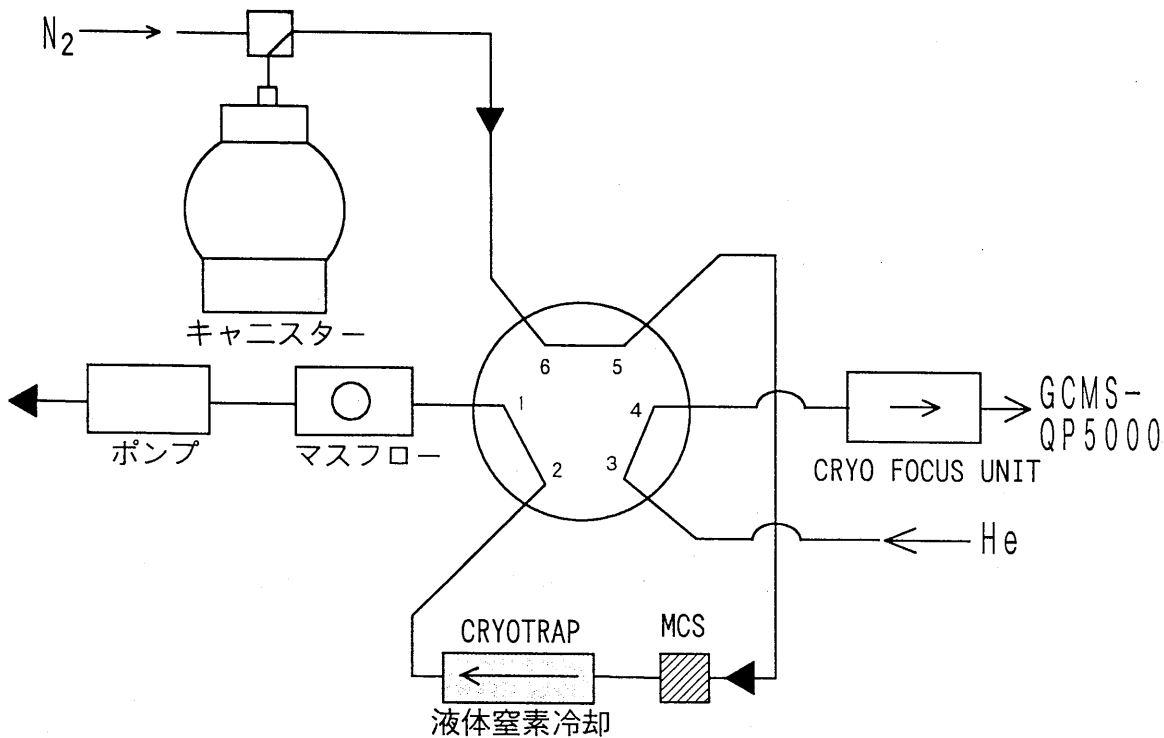 N2
キャニスター
6
5
1
4
GCMS-
QP5000
ポンプ
マスフロー
2
3
CRYO FOCUS UNIT
He
CRYOTRAP
MCS
液体窒素冷却